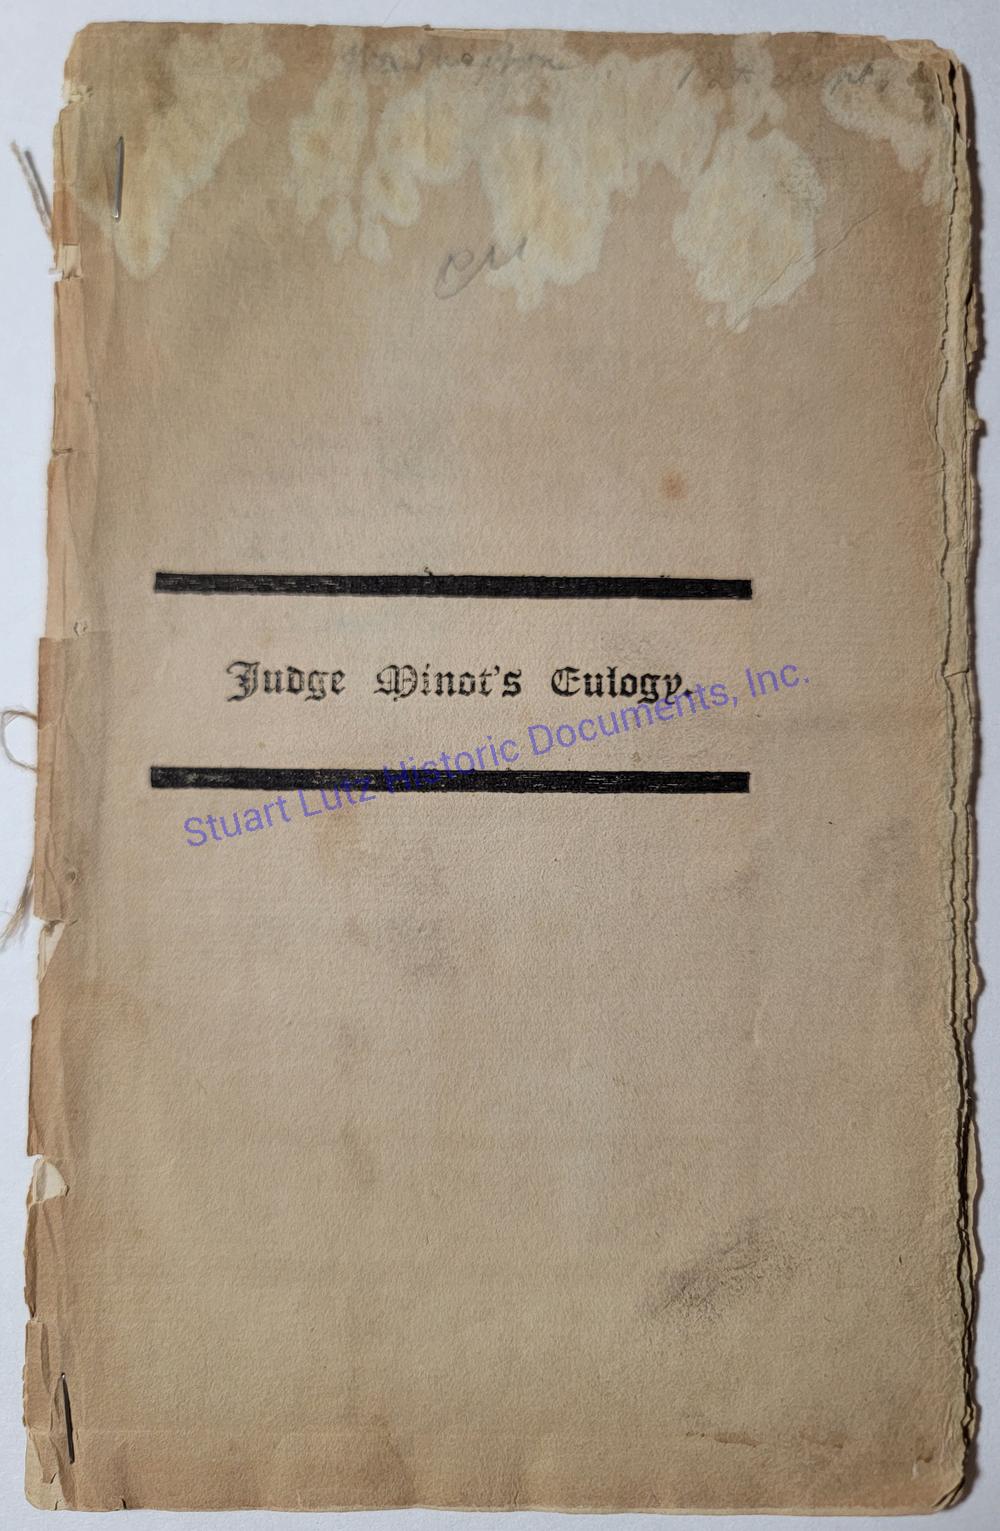 Judge Minot's Eulogy.
Stuart Lutz Historic Documents, Inc.